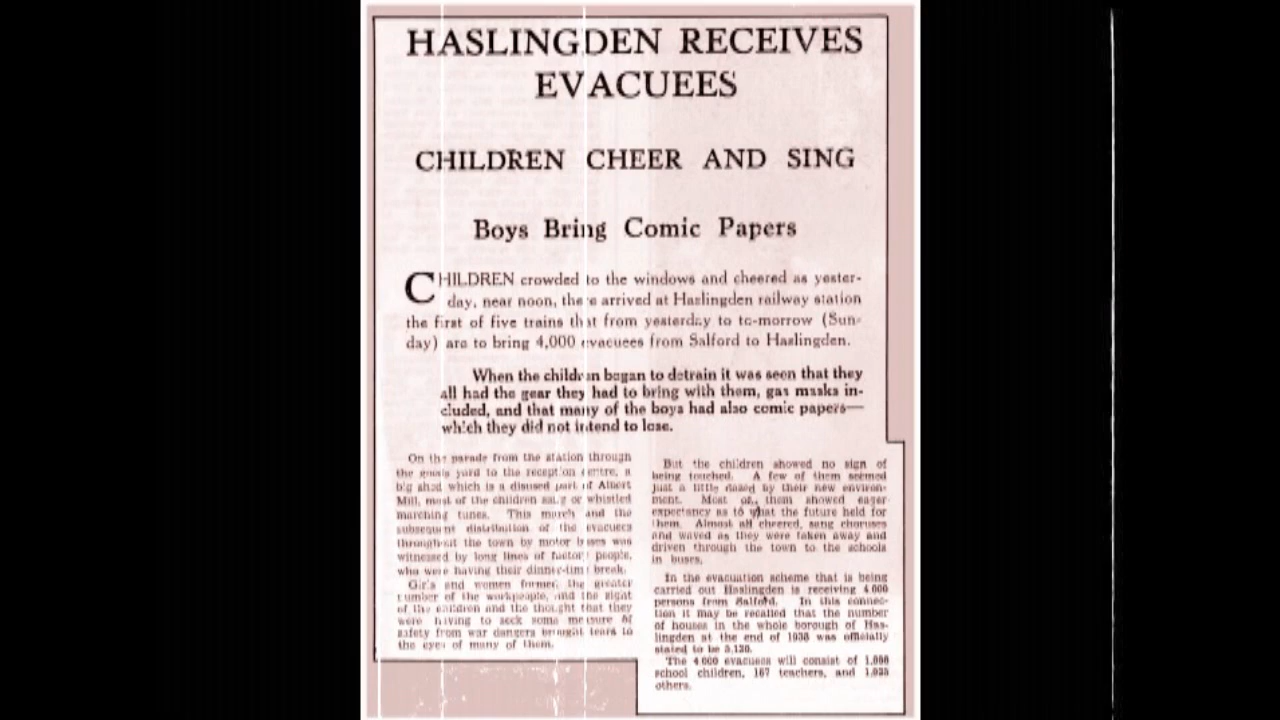 HASLINGDEN RECEIVES
EVACUEES
CHILDREN CHEER AND SING
Boys Bring Comic Papers
CHILDREN crowded to the windows and cheered as yester-
day, near noon, there arrived at Haslingden railway station
the first of five trains that from yesterday to to-morrow (Sun-
day) are to bring 4,000 evacuees from Salford to Haslingden.
When the children began to detrain it was seen that they
all had the gear they had to bring with them, gas masks in-
cluded, and that many of the boys had also comic papers—
which they did not intend to lose.
On the parade from the station through
the goods yard to the reception centre, a
big shed which is a disused part of Albert
Mill, most of the children sang or whistled
marching tunes. This march and the
subsequent distribution of the evacuees
throughout the town by motor buses was
witnessed by long lines of factory people,
who were having their dinner-time break.
Girls and women formed the greater
number of the workpeople, and the sight
of the children and the thought that they
were having to seek some measure of
safety from war dangers brought tears to
the eyes of many of them.
But the children showed no sign of
being touched. A few of them seemed
just a little dazed by their new environ-
ment. Most of them showed eager
expectancy as to what the future held for
them. Almost all cheered, sang choruses
and waved as they were taken away and
driven through the town to the schools
in buses.
In the evacuation scheme that is being
carried out Haslingden is receiving 4,000
persons from Salford. In this connec-
tion it may be recalled that the number
of houses in the whole borough of Has-
lingden at the end of 1938 was officially
stated to be
The 4,000 evacuees will consist of
school children, 167 teachers, and
others.